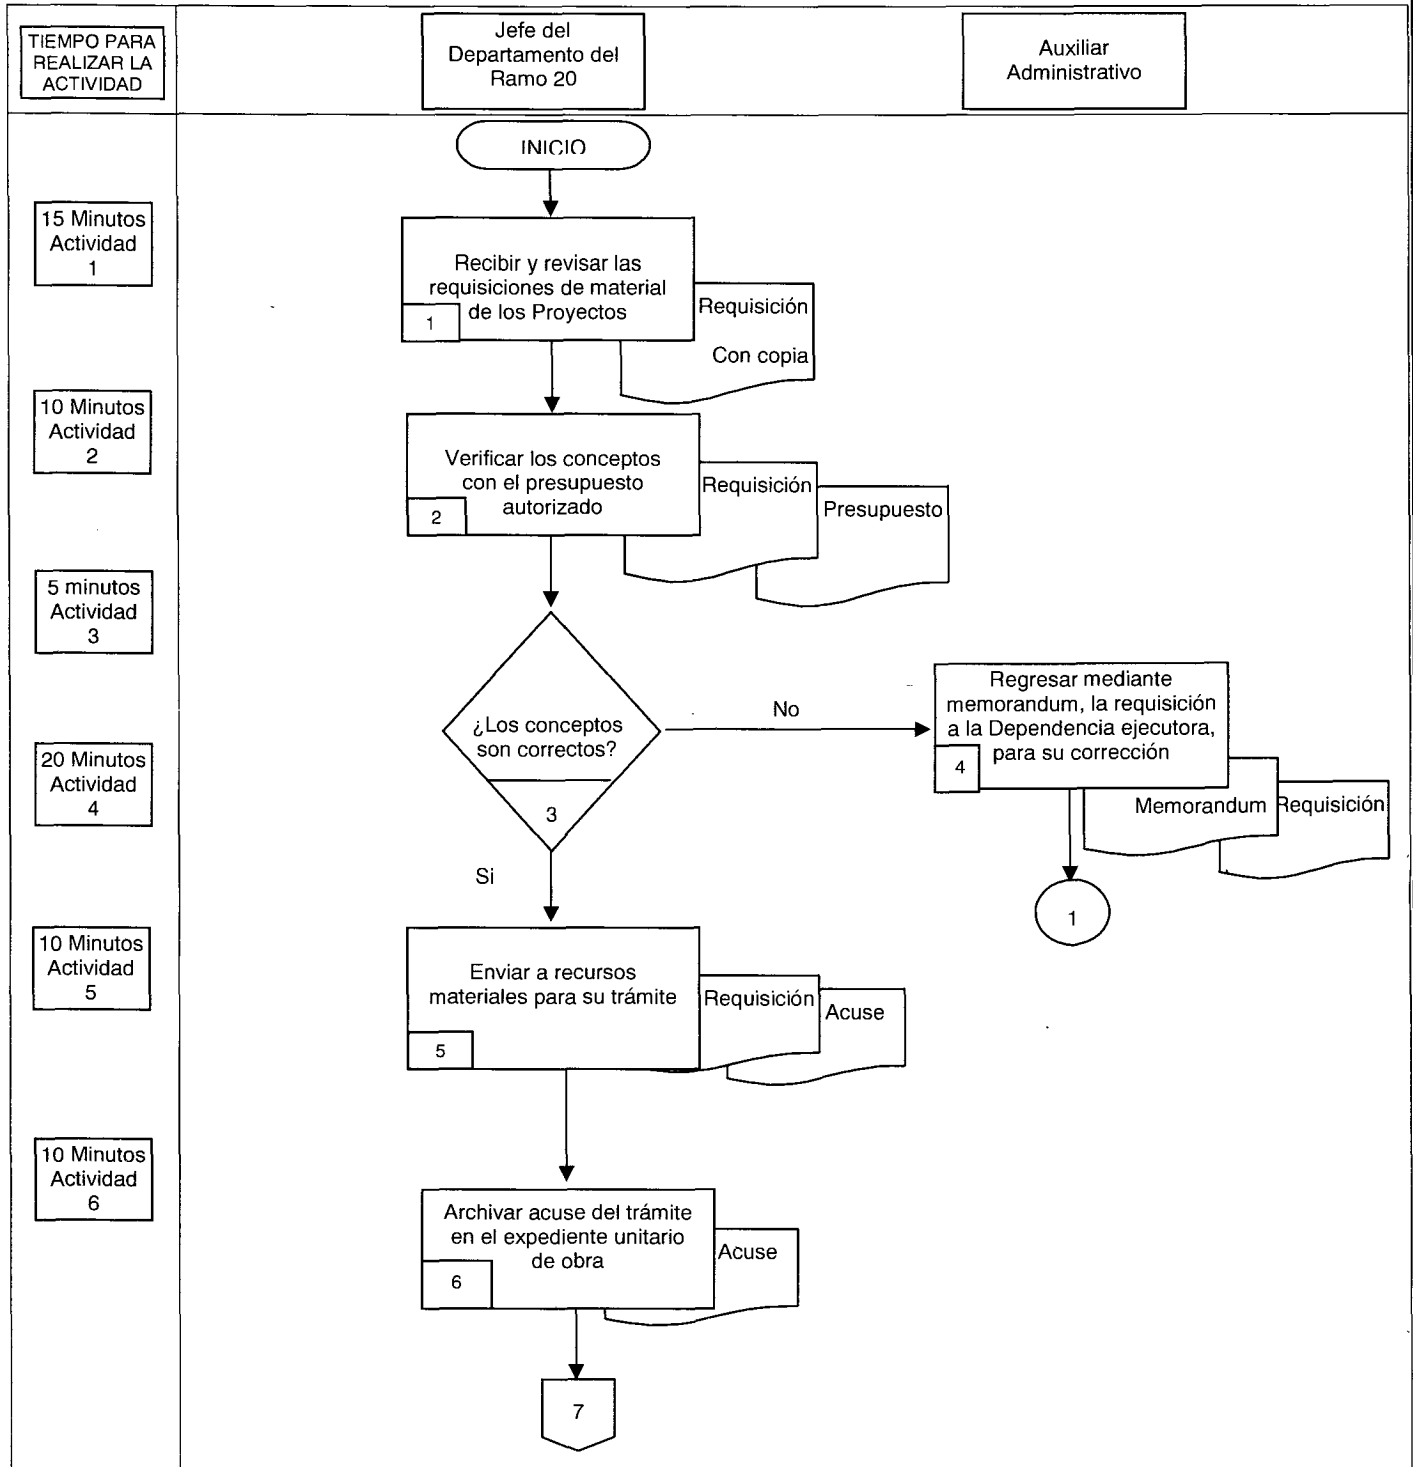 TIEMPO PARA
REALIZAR LA
ACTIVIDAD
Jefe del
Departamento del
Ramo 20
Auxiliar
Administrativo
INICIO
15 Minutos
Actividad
1
Recibir y revisar las
requisiciones de material
de los Proyectos
1
Requisición
Con copia
10 Minutos
Actividad
2
Verificar los conceptos
con el presupuesto
autorizado
2
Requisición
Presupuesto
5 minutos
Actividad
3
¿Los conceptos
son correctos?
3
No
Regresar mediante
memorandum, la requisición
a la Dependencia ejecutora,
para su corrección
4
Memorandum
Requisición
1
20 Minutos
Actividad
4
Si
10 Minutos
Actividad
5
Enviar a recursos
materiales para su trámite
5
Requisición
Acuse
10 Minutos
Actividad
6
Archivar acuse del trámite
en el expediente unitario
de obra
6
Acuse
7